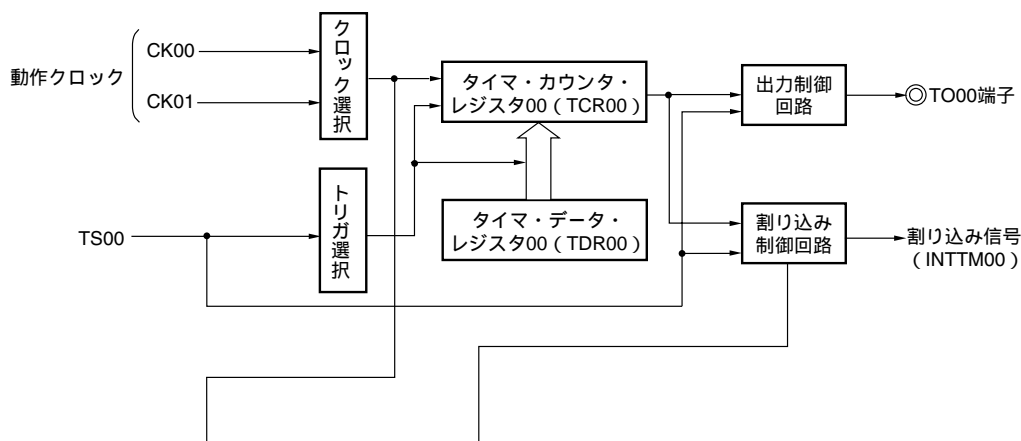 動作クロック
CK00
CK01
クロック選択
タイマ・カウンタ・
レジスタ00（TCR00）
出力制御
回路
TO00端子
TS00
トリガ選択
タイマ・データ・
レジスタ00（TDR00）
割り込み
制御回路
割り込み信号
（INTTM00）